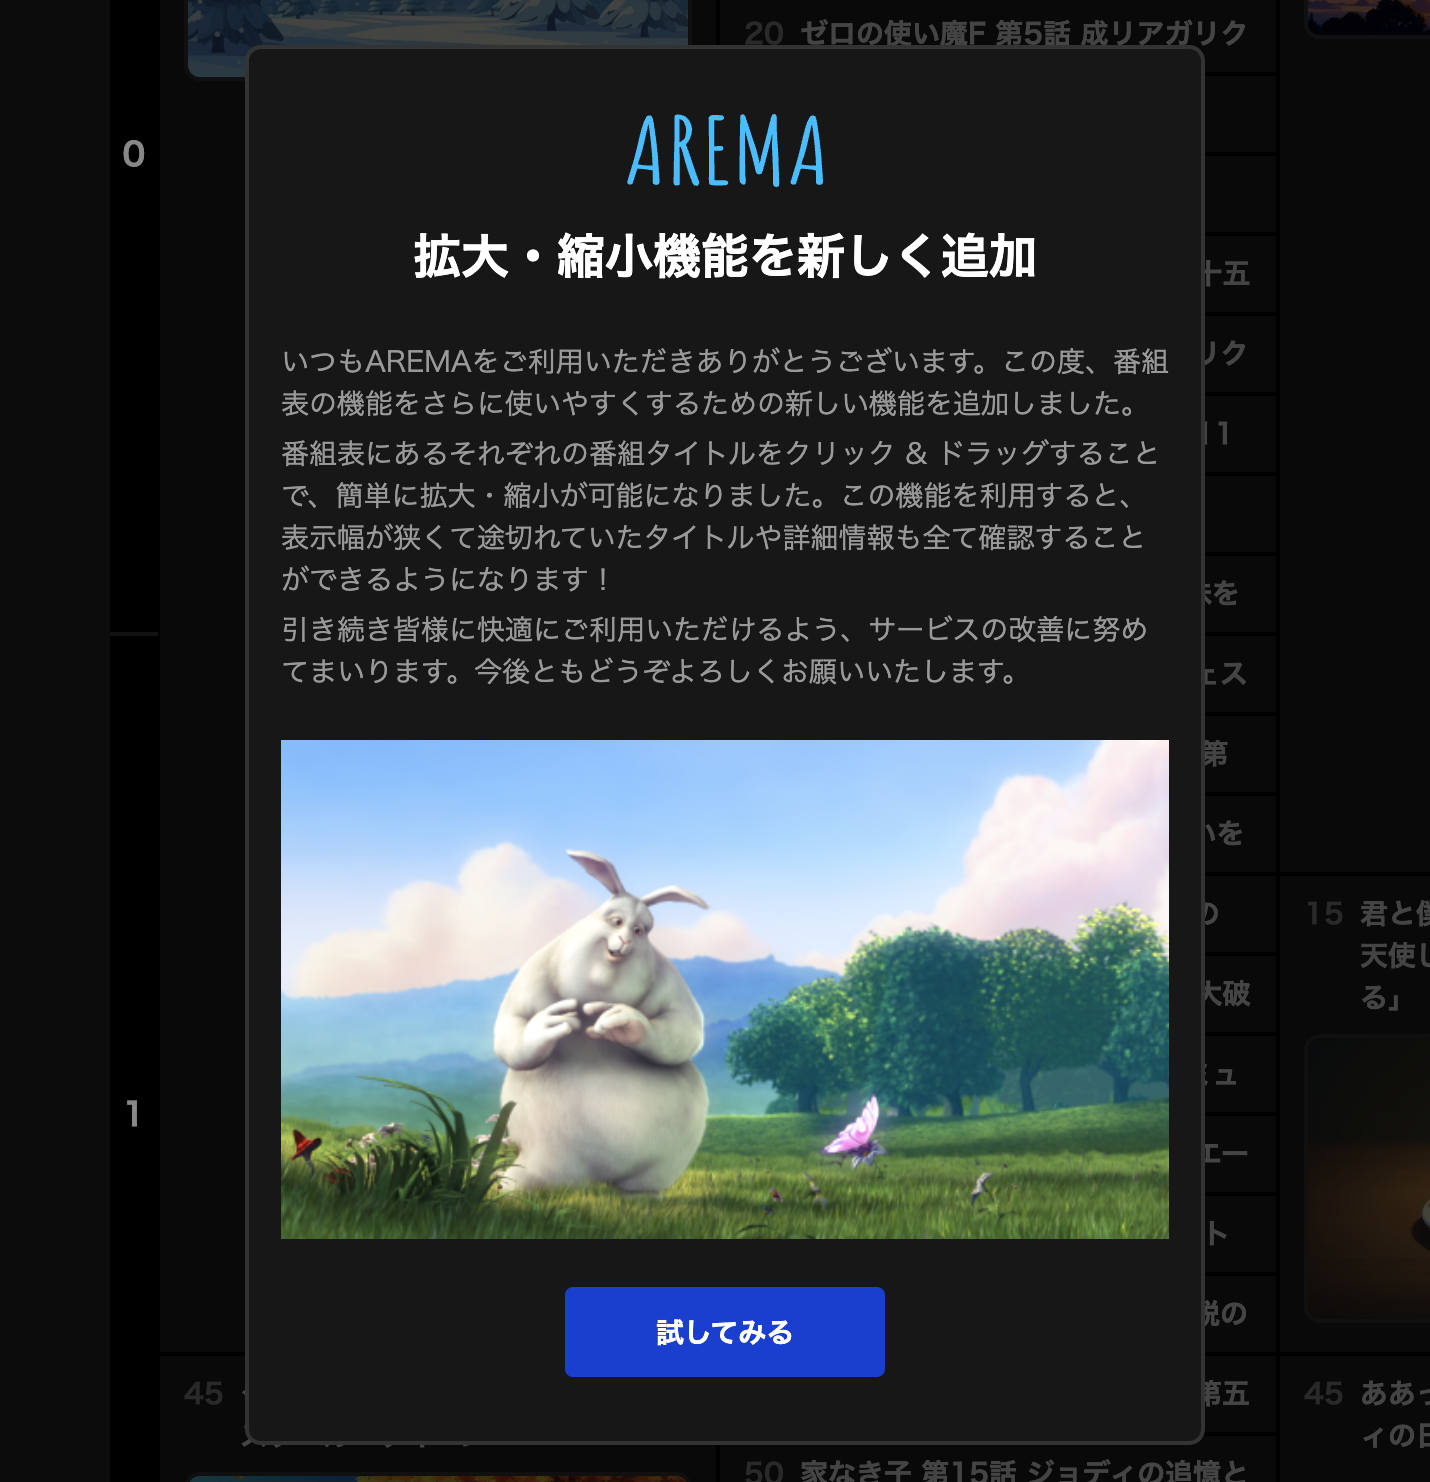 20 ゼロの使い魔F 第5話 成リアガリク
0
AREMA
拡大・縮小機能を新しく追加
十五
リク
いつもAREMAをご利用いただきありがとうございます。この度、番組
表の機能をさらに使いやすくするための新しい機能を追加しました。
11
番組表にあるそれぞれの番組タイトルをクリック & ドラッグすること
で、簡単に拡大・縮小が可能になりました。この機能を利用すると、
表示幅が狭くて途切れていたタイトルや詳細情報も全て確認すること
ができるようになります！
を
引き続き皆様に快適にご利用いただけるよう、サービスの改善に努め
てまいります。今後ともどうぞよろしくお願いいたします。
ェス
第
いを
の
15 君と僕
天使し
る」
大破
ミュ
1
エー
ト
説の
試してみる
45
第五
45 ああっ
ィの日
50 家なき子 第15話 ジョディの追憶と